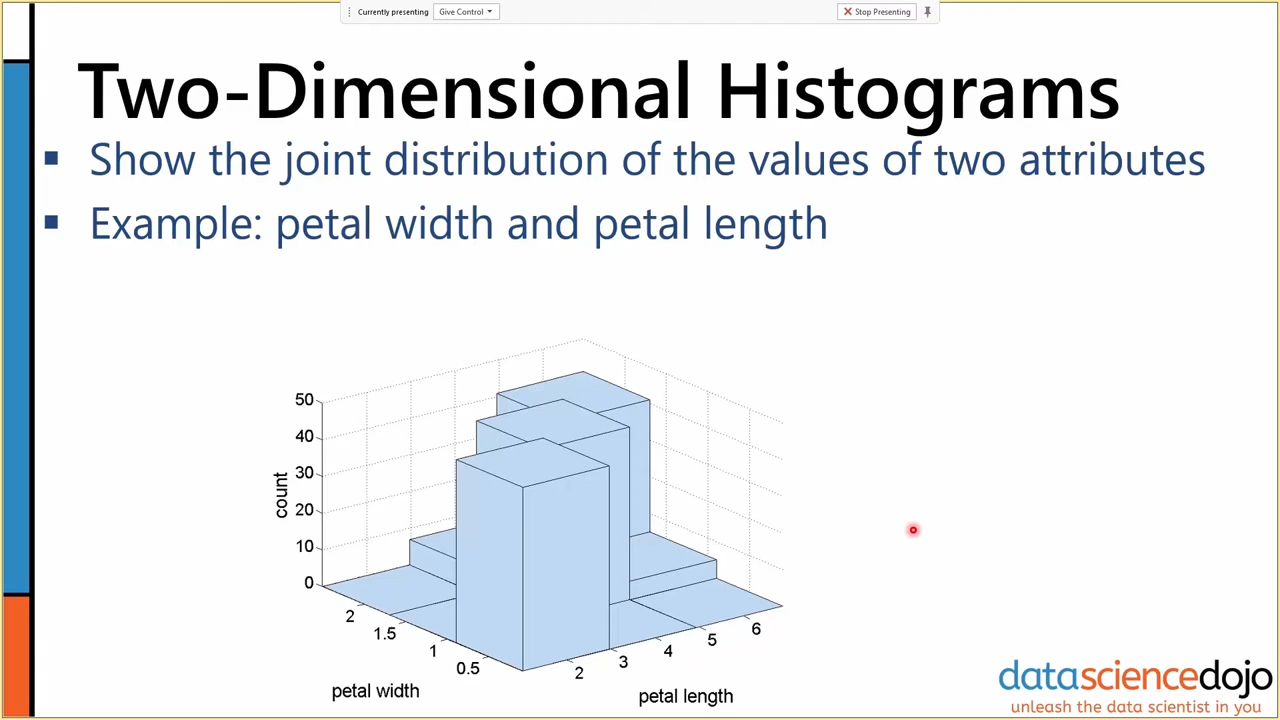 Currently presenting Give Control Stop Presenting
Two-Dimensional Histograms
Show the joint distribution of the values of two attributes
Example: petal width and petal length
50
40
30
20
10
0
count
2
1.5
1
0.5
petal width
2
3
4
5
6
petal length
datasciencedojo
unleash the data scientist in you